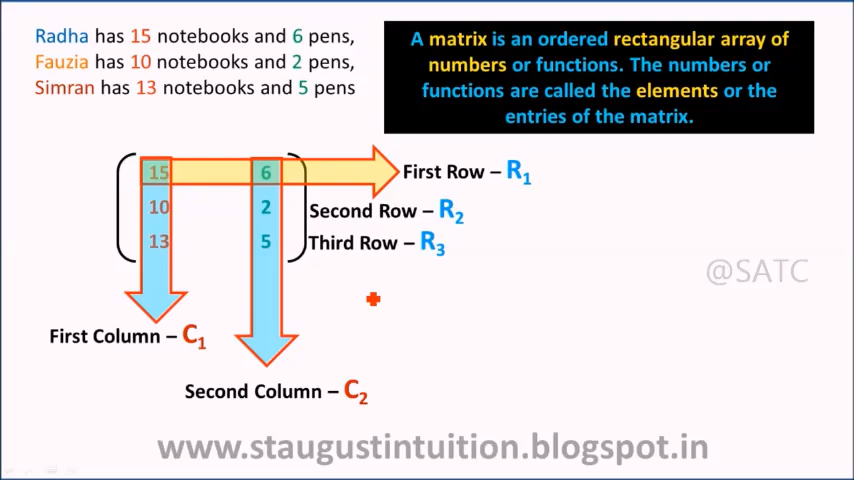 Radha has 15 notebooks and 6 pens,
Fauzia has 10 notebooks and 2 pens,
Simran has 13 notebooks and 5 pens
A matrix is an ordered rectangular array of
numbers or functions. The numbers or
functions are called the elements or the
entries of the matrix.
15 6 First Row – R1
10 2 Second Row – R2
13 5 Third Row – R3
@SATC
First Column – C1
Second Column – C2
www.staugustintuition.blogspot.in